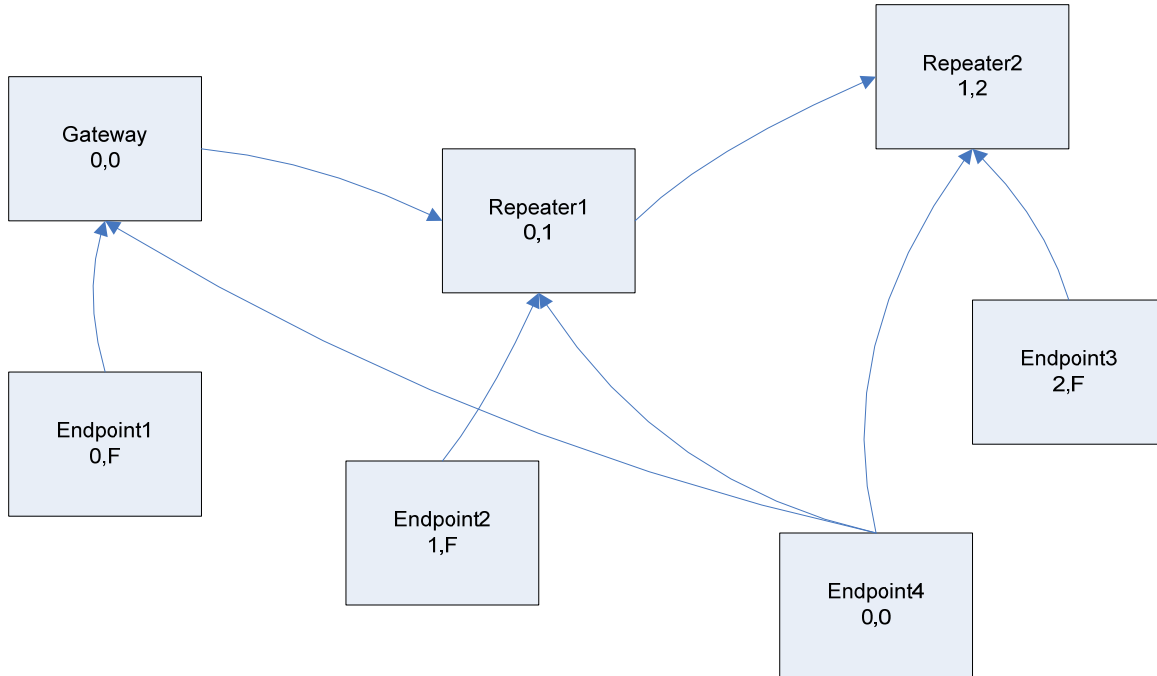 Repeater2
1,2
Gateway
0,0
Repeater1
0,1
Endpoint3
2,F
Endpoint1
0,F
Endpoint2
1,F
Endpoint4
0,0